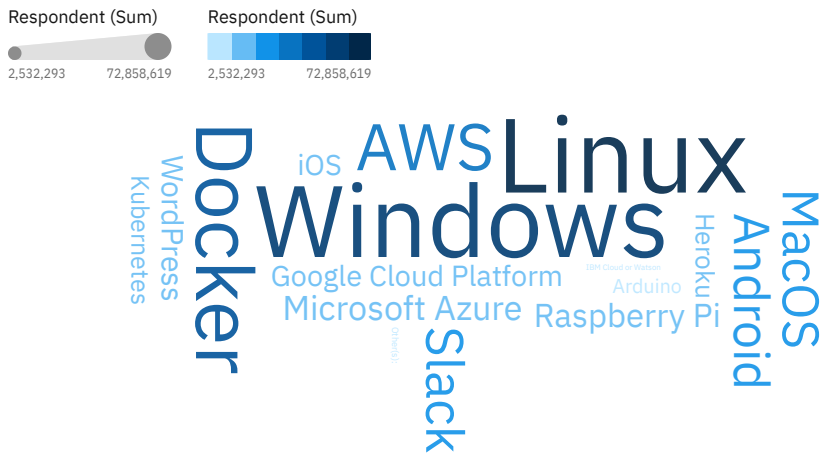 Respondent (Sum)
2,532,293 72,858,619
Respondent (Sum)
2,532,293 72,858,619
Kubernetes
WordPress
Docker
iOS
AWS
Linux
Windows
Google Cloud Platform
IBM Cloud or Watson
Arduino
Microsoft Azure
Raspberry Pi
Other(s):
Slack
Heroku
Android
MacOS